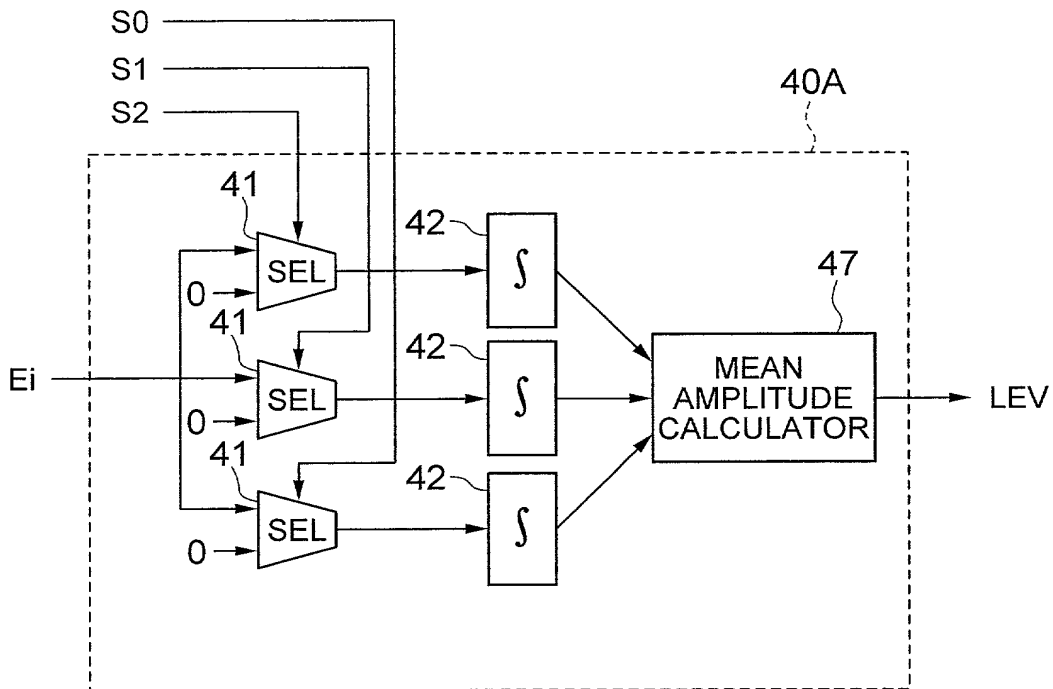 S0
S1
S2
40A
41
SEL
0
42
∫
41
SEL
0
42
∫
Ei
47
MEAN
AMPLITUDE
CALCULATOR
LEV
41
SEL
0
42
∫